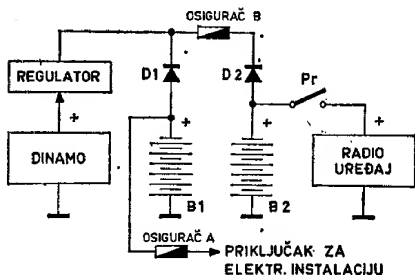 OSIGURAČ B
REGULATOR
D1
D2
Pr
+
+
+
+
DINAMO
RADIO
UREĐAJ
B1
B2
OSIGURAČ A
PRIKLJUČAK ZA
ELEKTR. INSTALACIJU